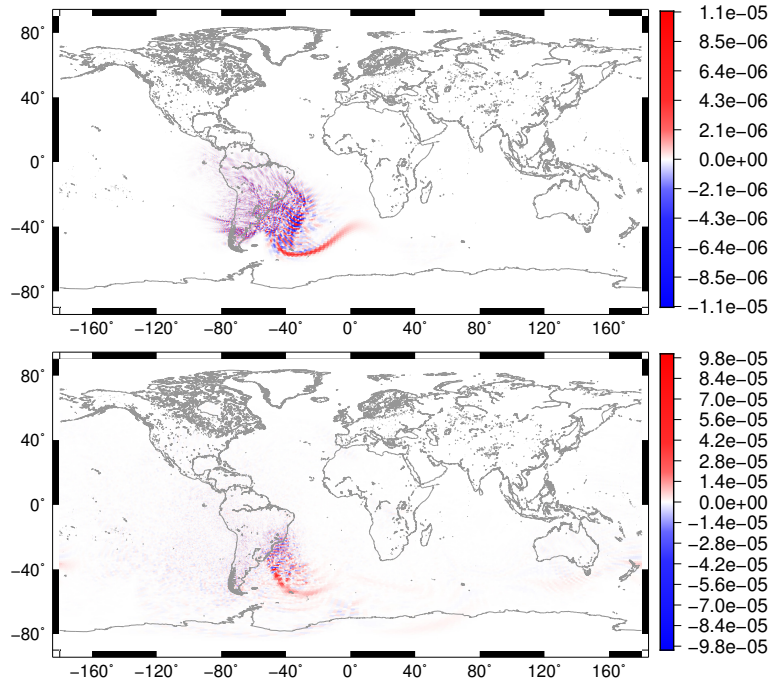 80°
40°
0°
−40°
−80°
−160° −120° −80° −40° 0° 40° 80° 120° 160°
1.1e−05
8.5e−06
6.4e−06
4.3e−06
2.1e−06
0.0e+00
−2.1e−06
−4.3e−06
−6.4e−06
−8.5e−06
−1.1e−05
80°
40°
0°
−40°
−80°
−160° −120° −80° −40° 0° 40° 80° 120° 160°
9.8e−05
8.4e−05
7.0e−05
5.6e−05
4.2e−05
2.8e−05
1.4e−05
0.0e+00
−1.4e−05
−2.8e−05
−4.2e−05
−5.6e−05
−7.0e−05
−8.4e−05
−9.8e−05